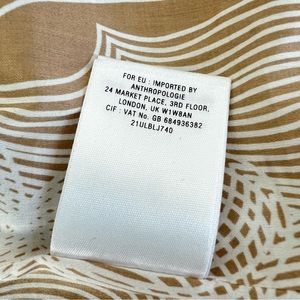 FOR EU : IMPORTED BY
ANTHROPOLOGIE
24 MARKET PLACE, 3RD FLOOR,
LONDON, UK W1W8AN
CIF : VAT No. GB 684936382
21ULBLJ740